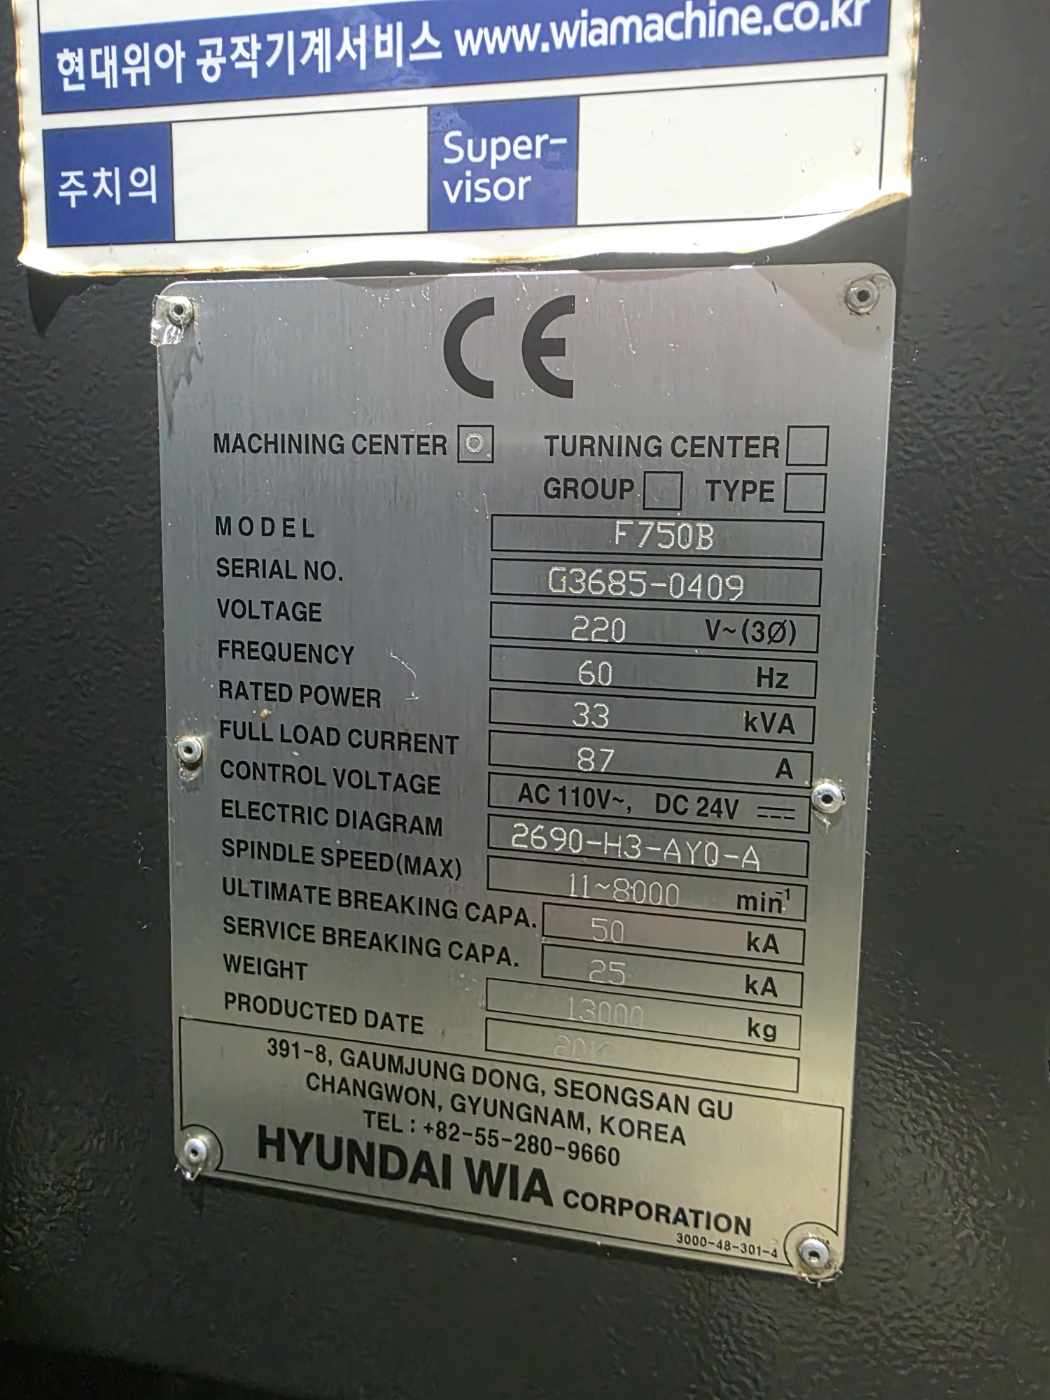 현대위아 공작기계서비스 www.wiamachine.co.kr
주치의
Super-
visor
CE
MACHINING CENTER TURNING CENTER
GROUP TYPE
MODEL F750B
SERIAL NO. G3685-0409
VOLTAGE 220 V~(3Ø)
FREQUENCY 60 Hz
RATED POWER 33 kVA
FULL LOAD CURRENT 87 A
CONTROL VOLTAGE AC 110V~, DC 24V
ELECTRIC DIAGRAM 2690-H3-AY0-A
SPINDLE SPEED(MAX) 11~8000 min⁻¹
ULTIMATE BREAKING CAPA. 50 kA
SERVICE BREAKING CAPA. 25 kA
WEIGHT 13000 kg
PRODUCTED DATE
391-8, GAUMJUNG DONG, SEONGSAN GU
CHANGWON, GYUNGNAM, KOREA
TEL : +82-55-280-9660
HYUNDAI WIA CORPORATION
3000-48-301-4